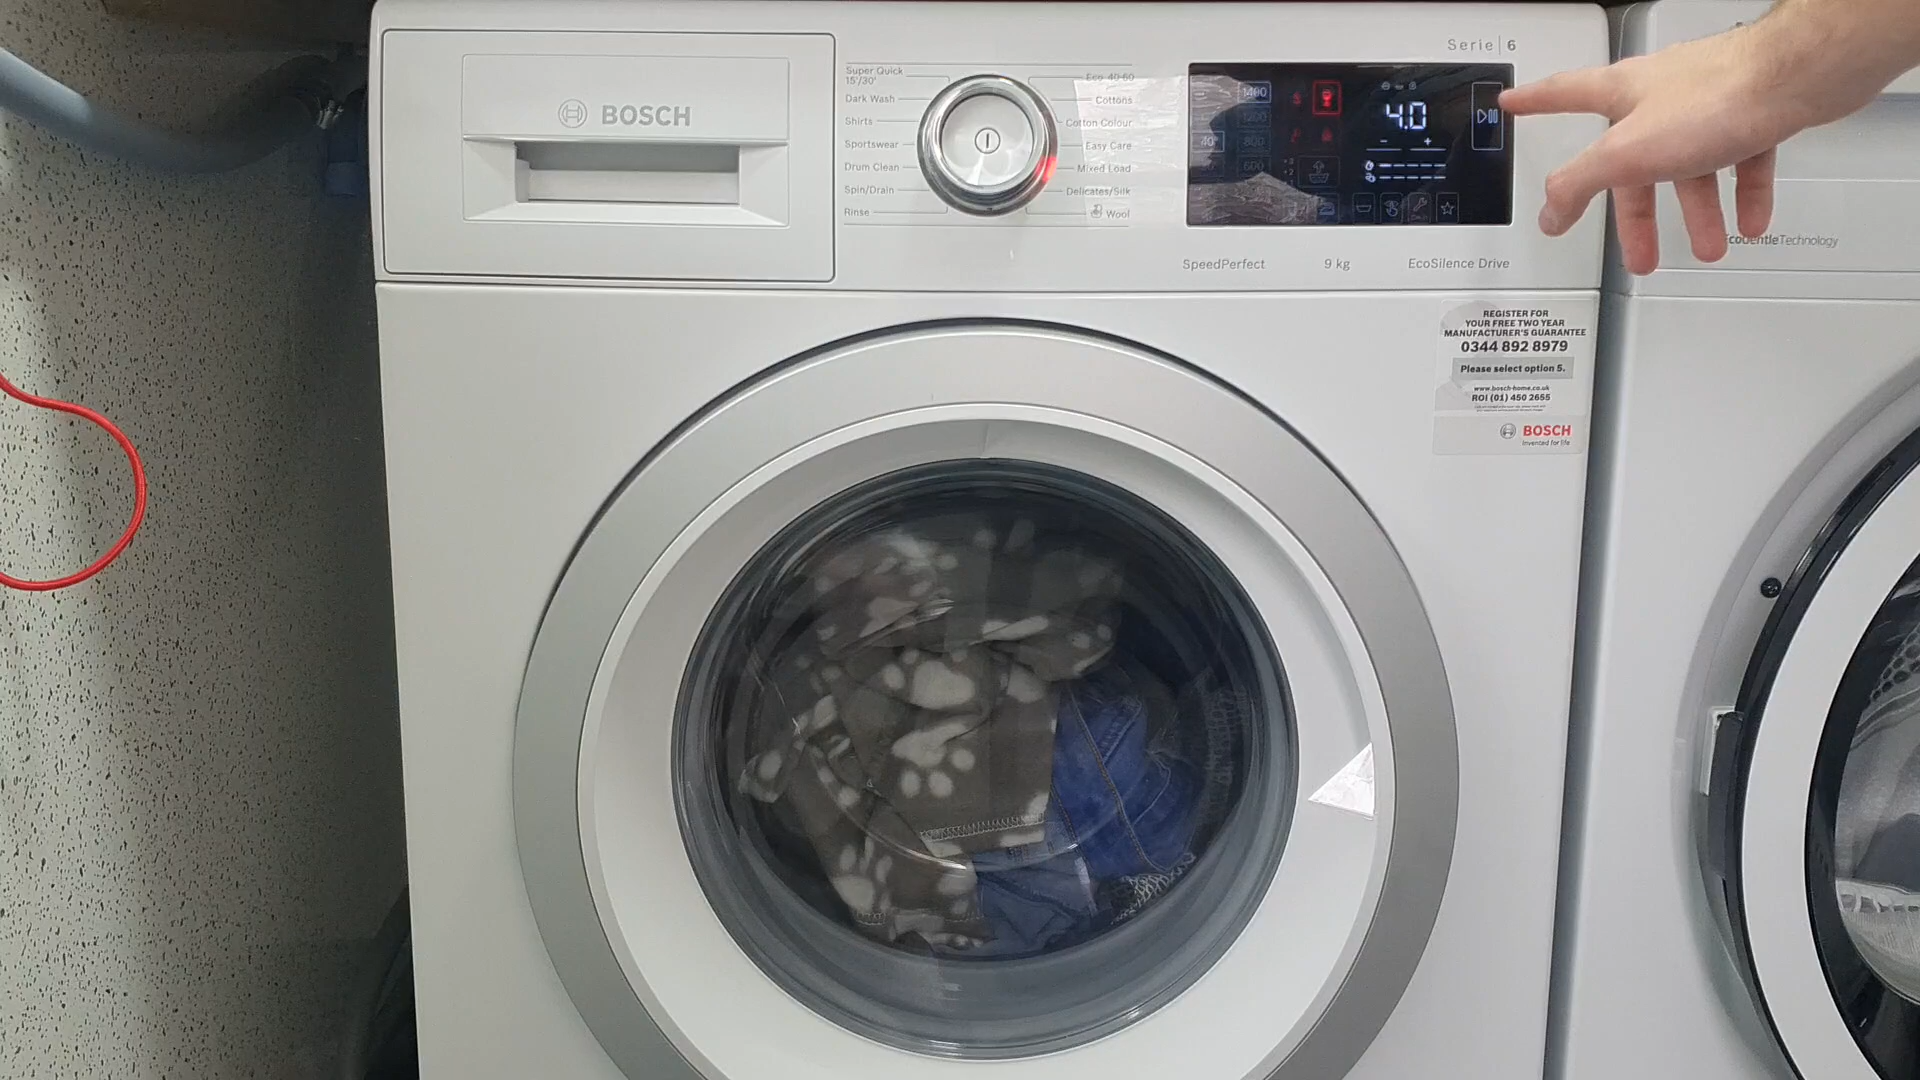 Serie | 6
BOSCH
Super Quick
15'/30'
Dark Wash
Shirts
Sportswear
Drum Clean
Spin/Drain
Rinse
Eco 40-60
Cottons
Cotton-Colour
Easy Care
Mixed Load
Delicates/Silk
Wool
1400
1200
40°
800
600
4.0
- +
SpeedPerfect
9 kg
EcoSilence Drive
EcoGentleTechnology
REGISTER FOR
YOUR FREE TWO YEAR
MANUFACTURER'S GUARANTEE
0344 892 8979
Please select option 5.
www.bosch-home.co.uk
ROI (01) 450 2655
BOSCH
Invented for life